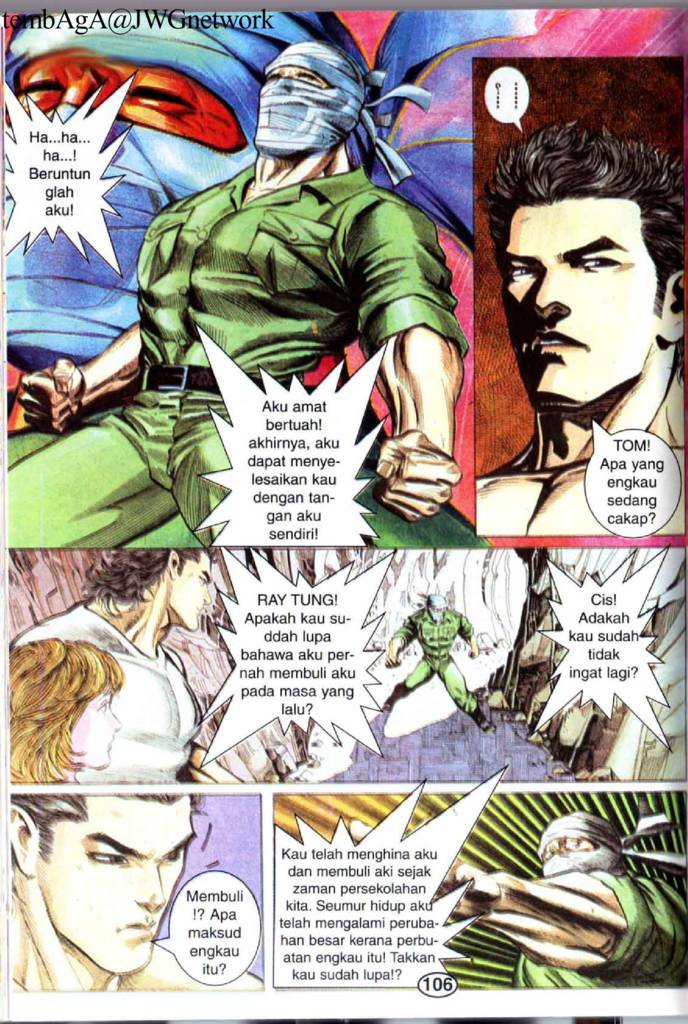 tembAgA@JWGnetwork
Ha...ha...
ha...!
Beruntun
glah
aku!
Aku amat
bertuah!
akhirnya, aku
dapat menye-
lesaikan kau
dengan tan-
gan aku
sendiri!
......
......?
TOM!
Apa yang
engkau
sedang
cakap?
RAY TUNG!
Apakah kau su-
ddah lupa
bahawa aku per-
nah membuli aku
pada masa yang
lalu?
Cis!
Adakah
kau sudah
tidak
ingat lagi?
Membuli
!? Apa
maksud
engkau
itu?
Kau telah menghina aku
dan membuli aki sejak
zaman persekolahan
kita. Seumur hidup aku
telah mengalami peruba-
han besar kerana perbu-
atan engkau itu! Takkan
kau sudah lupa!?
106